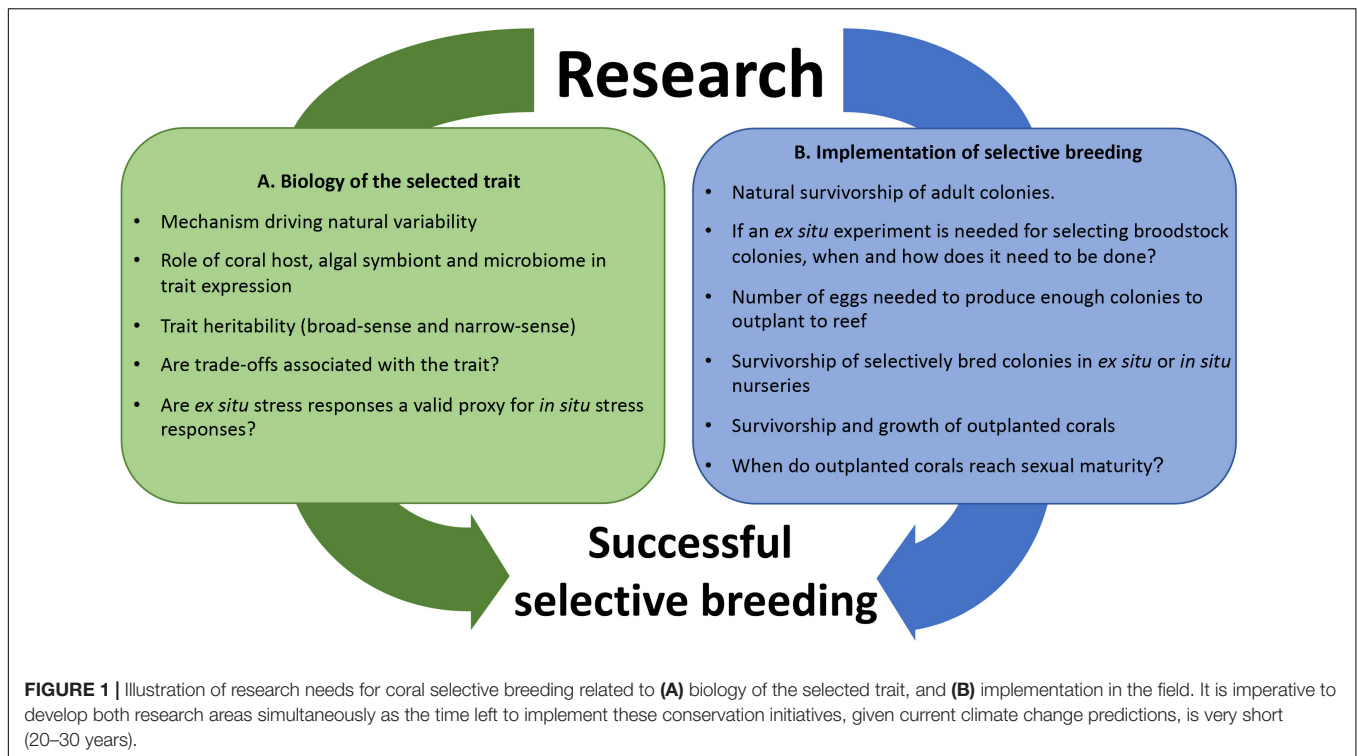 Research
A. Biology of the selected trait
• Mechanism driving natural variability
• Role of coral host, algal symbiont and microbiome in
trait expression
• Trait heritability (broad-sense and narrow-sense)
• Are trade-offs associated with the trait?
• Are ex situ stress responses a valid proxy for in situ stress
responses?
B. Implementation of selective breeding
• Natural survivorship of adult colonies.
• If an ex situ experiment is needed for selecting broodstock
colonies, when and how does it need to be done?
• Number of eggs needed to produce enough colonies to
outplant to reef
• Survivorship of selectively bred colonies in ex situ or in situ
nurseries
• Survivorship and growth of outplanted corals
• When do outplanted corals reach sexual maturity?
Successful
selective breeding
FIGURE 1 | Illustration of research needs for coral selective breeding related to (A) biology of the selected trait, and (B) implementation in the field. It is imperative to
develop both research areas simultaneously as the time left to implement these conservation initiatives, given current climate change predictions, is very short
(20–30 years).